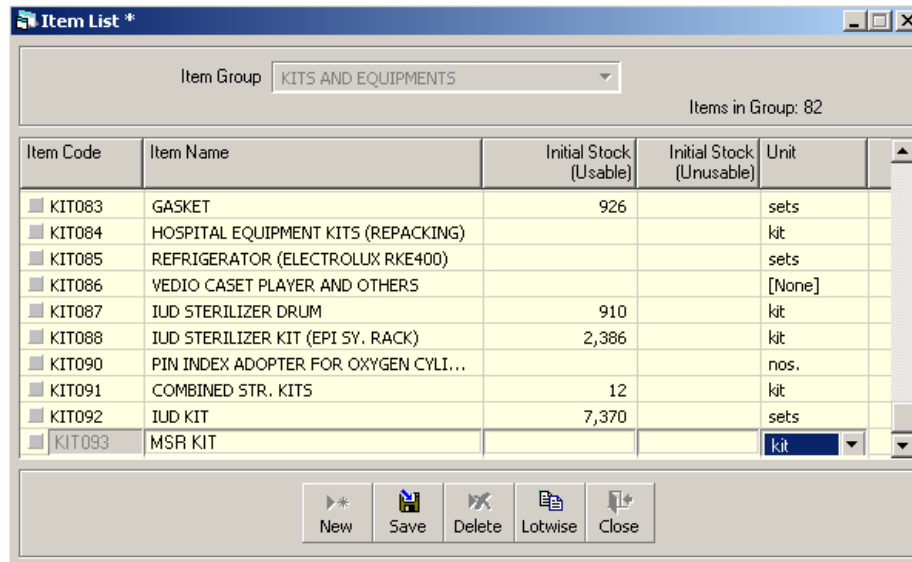 Item List *
Item Group KITS AND EQUIPMENTS
Items in Group: 82
Item Code Item Name Initial Stock (Usable) Initial Stock (Unusable) Unit
KIT083 GASKET 926 sets
KIT084 HOSPITAL EQUIPMENT KITS (REPACKING) kit
KIT085 REFRIGERATOR (ELECTROLUX RKE400) sets
KIT086 VEDIO CASET PLAYER AND OTHERS [None]
KIT087 IUD STERILIZER DRUM 910 kit
KIT088 IUD STERILIZER KIT (EPI SY. RACK) 2,386 kit
KIT090 PIN INDEX ADOPTER FOR OXYGEN CYLI... nos.
KIT091 COMBINED STR. KITS 12 kit
KIT092 IUD KIT 7,370 sets
KIT093 MSR KIT kit
New Save Delete Lotwise Close